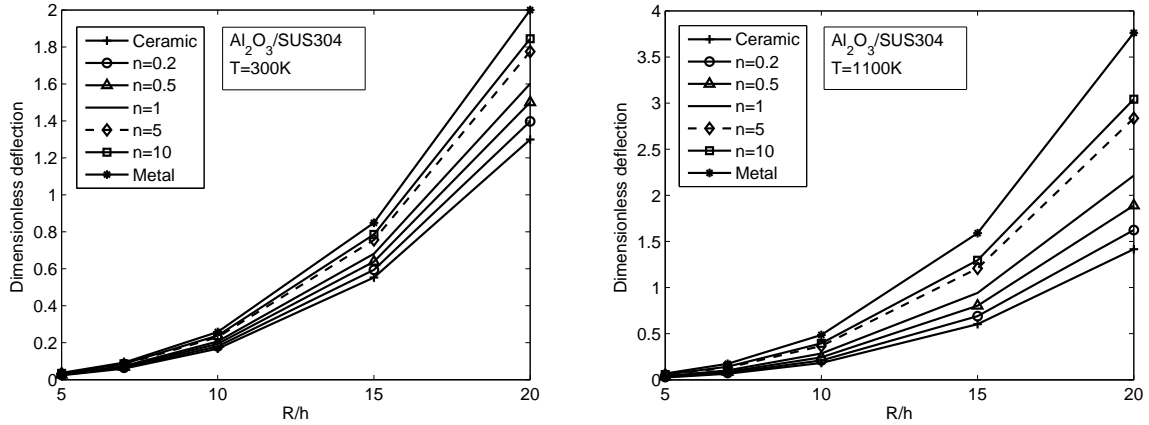 2
1.8
1.6
1.4
1.2
1
0.8
0.6
0.4
0.2
0
Dimensionless deflection
Ceramic
n=0.2
n=0.5
n=1
n=5
n=10
Metal
Al₂O₃/SUS304
T=300K
5 10 15 20
R/h
4
3.5
3
2.5
2
1.5
1
0.5
0
Dimensionless deflection
Ceramic
n=0.2
n=0.5
n=1
n=5
n=10
Metal
Al₂O₃/SUS304
T=1100K
5 10 15 20
R/h